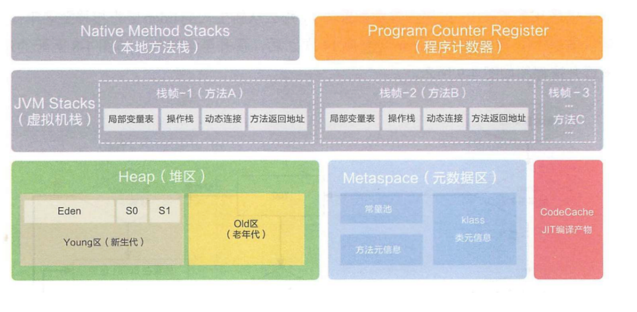 Native Method Stacks
（本地方法栈）
Program Counter Register
（程序计数器）
JVM Stacks
（虚拟机栈）
栈帧-1（方法A）
局部变量表
操作栈
动态连接
方法返回地址
栈帧-2（方法B）
局部变量表
操作栈
动态连接
方法返回地址
栈帧-3
...
方法C
...
Heap（堆区）
Eden
S0
S1
Young区（新生代）
Old区
（老年代）
Metaspace（元数据区）
常量池
方法元信息
klass
类元信息
CodeCache
JIT编译产物